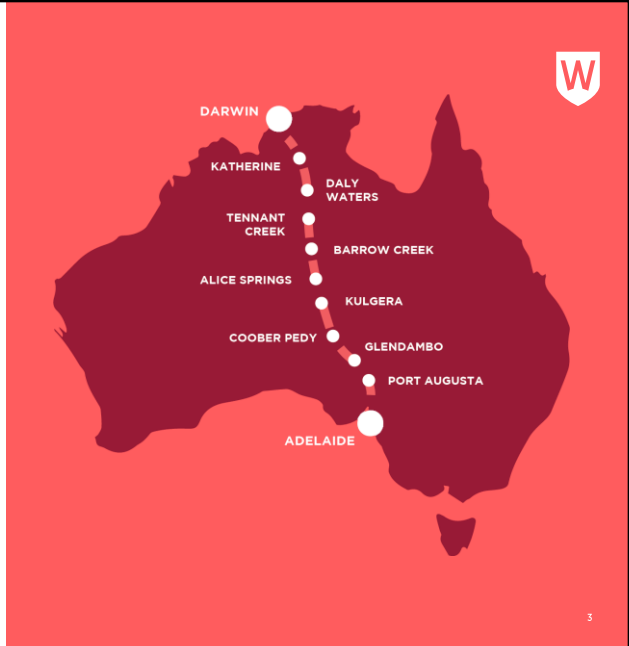 W
DARWIN
KATHERINE
DALY
WATERS
TENNANT
CREEK
BARROW CREEK
ALICE SPRINGS
KULGERA
COOBER PEDY
GLENDAMBO
PORT AUGUSTA
ADELAIDE
3